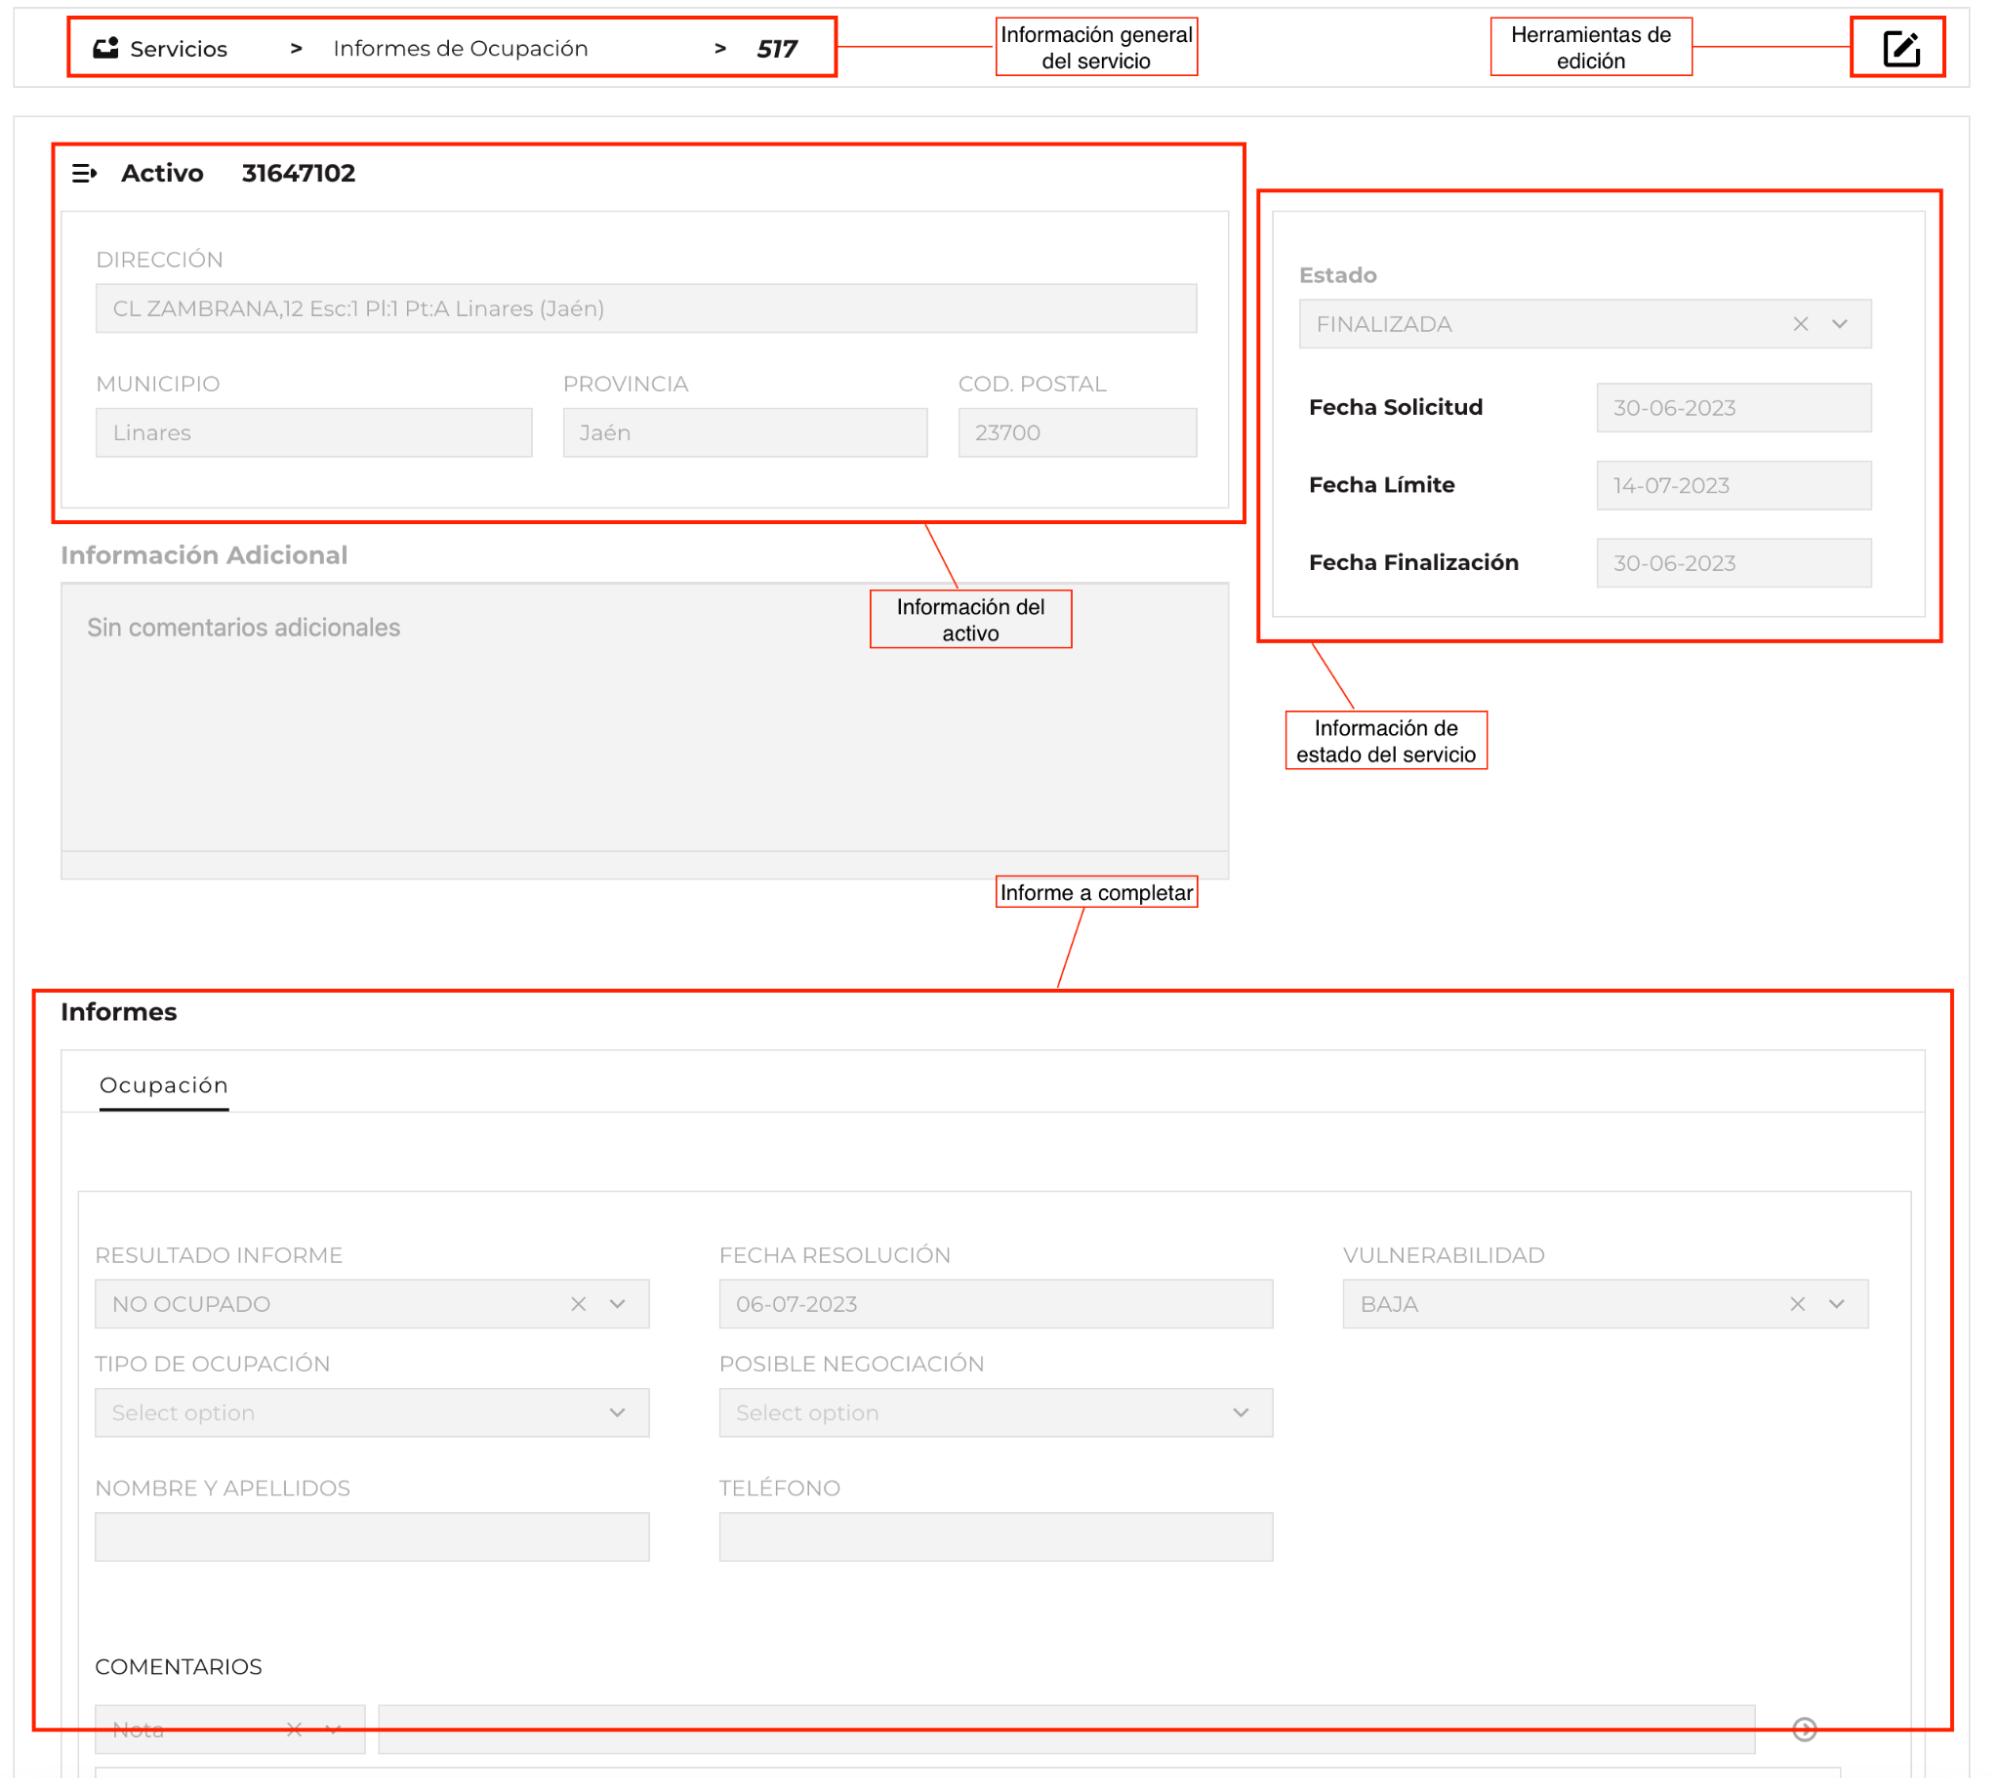 Servicios > Informes de Ocupación > 517
Información general
del servicio
Herramientas de
edición
Activo 31647102
DIRECCIÓN
CL ZAMBRANA,12 Esc:1 Pl:1 Pt:A Linares (Jaén)
MUNICIPIO PROVINCIA COD. POSTAL
Linares Jaén 23700
Estado
FINALIZADA
Fecha Solicitud 30-06-2023
Fecha Límite 14-07-2023
Fecha Finalización 30-06-2023
Información Adicional
Sin comentarios adicionales
Información del
activo
Información de
estado del servicio
Informe a completar
Informes
Ocupación
RESULTADO INFORME FECHA RESOLUCIÓN VULNERABILIDAD
NO OCUPADO 06-07-2023 BAJA
TIPO DE OCUPACIÓN POSIBLE NEGOCIACIÓN
Select option Select option
NOMBRE Y APELLIDOS TELÉFONO
COMENTARIOS
Nota